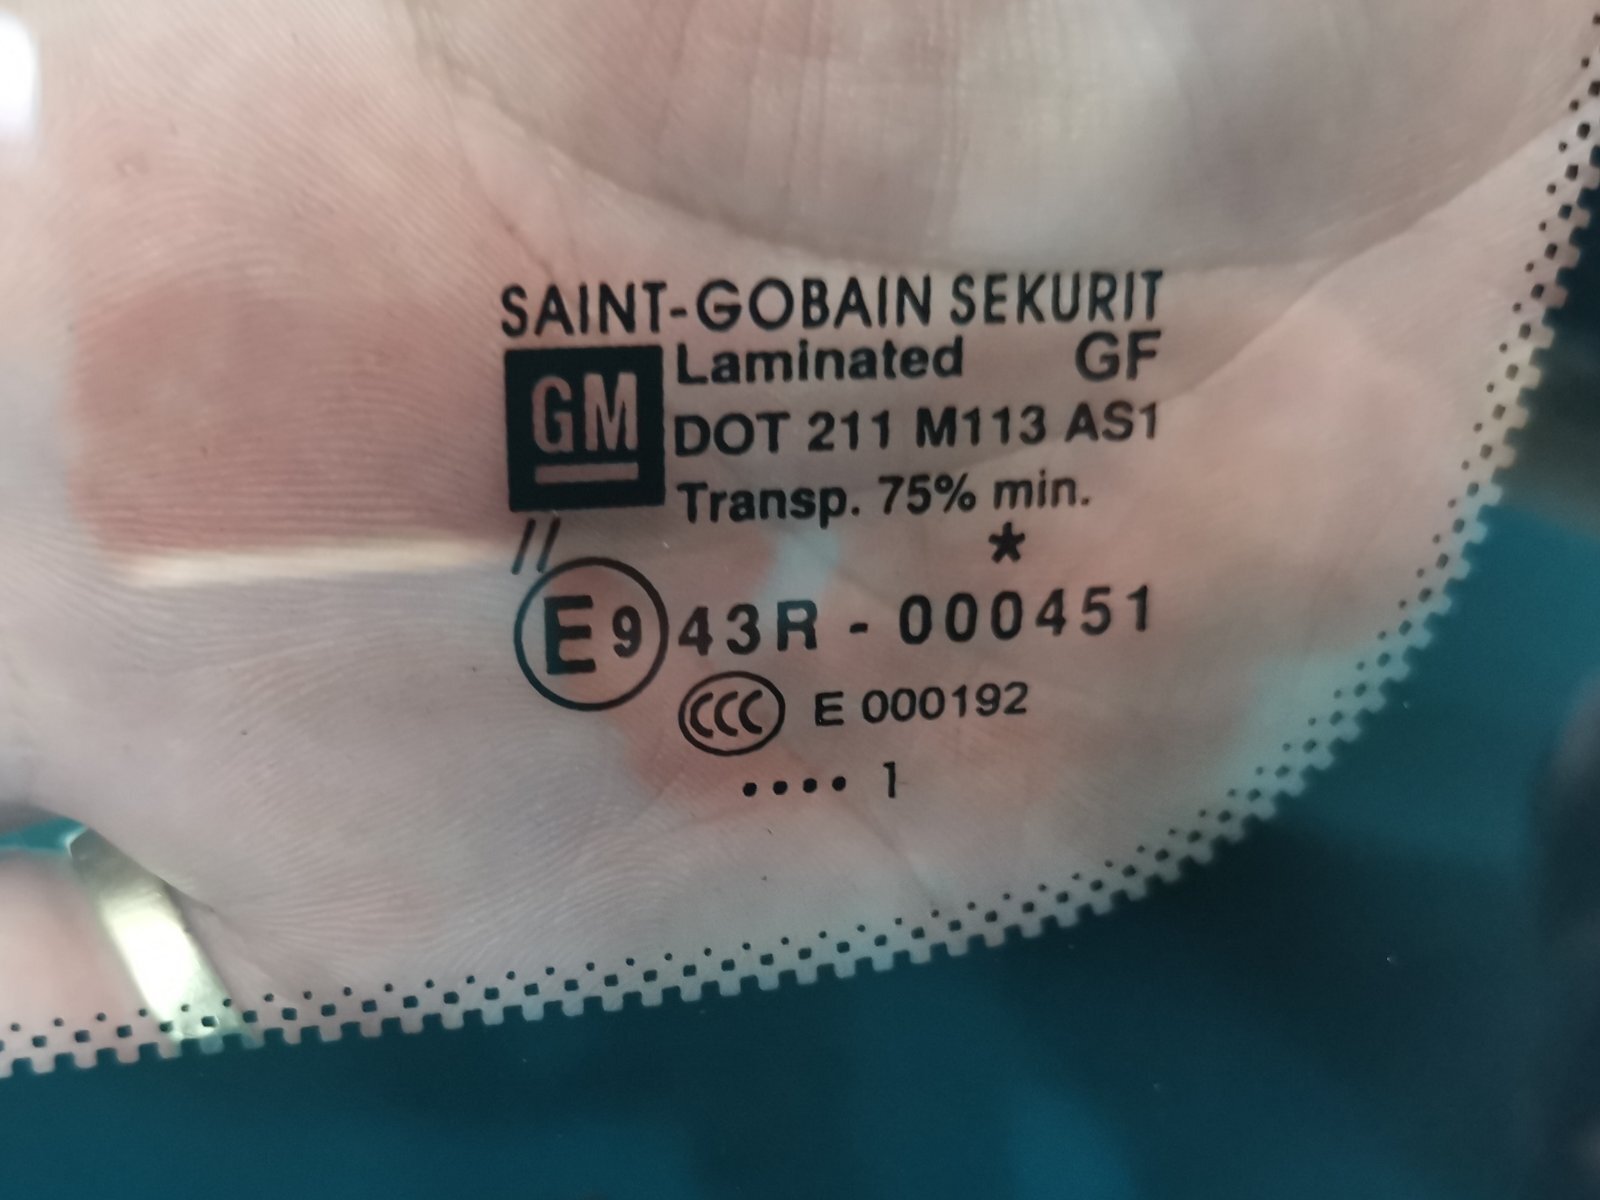 SAINT-GOBAIN SEKURIT
GM
Laminated GF
DOT 211 M113 AS1
Transp. 75% min.
//
*
E9 43R - 000451
CCC E 000192
.... 1